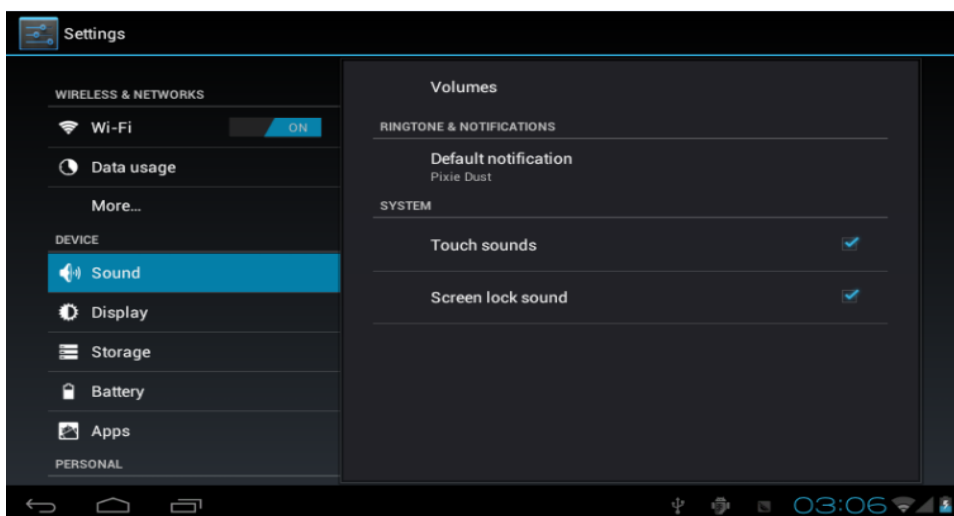 Settings
WIRELESS & NETWORKS
Wi-Fi
ON
Data usage
More...
DEVICE
Sound
Display
Storage
Battery
Apps
PERSONAL
Volumes
RINGTONE & NOTIFICATIONS
Default notification
Pixie Dust
SYSTEM
Touch sounds
Screen lock sound
03:06